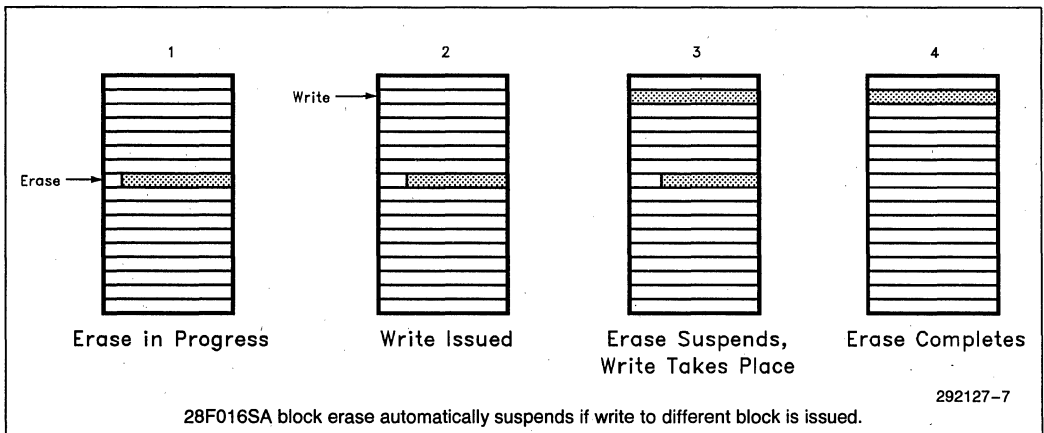 1
2
3
4
Write
Erase
Erase in Progress
Write Issued
Erase Suspends,
Write Takes Place
Erase Completes
292127-7
28F016SA block erase automatically suspends if write to different block is issued.